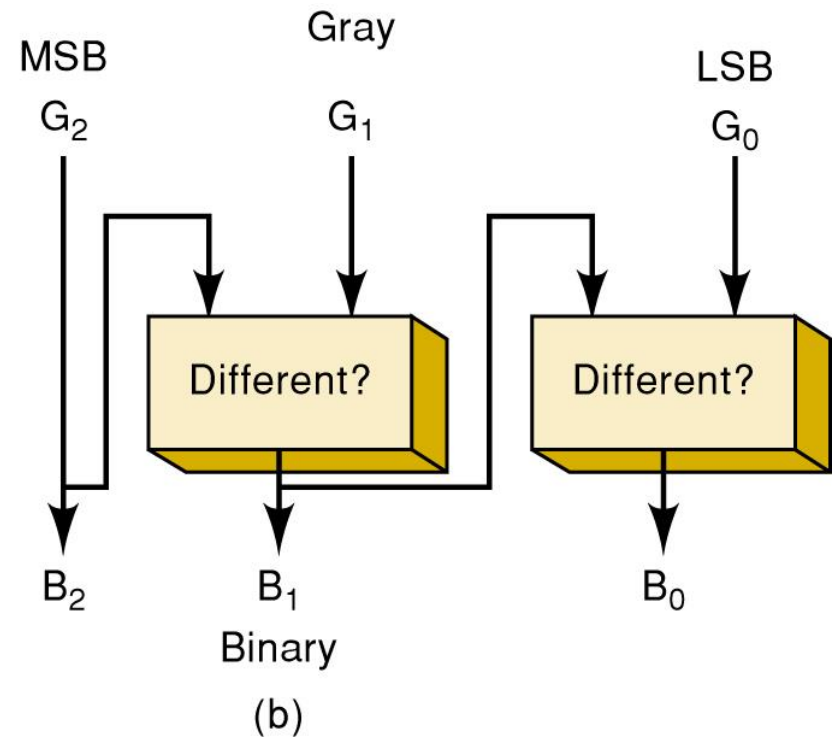 Gray
MSB
LSB
G₂
G₁
G₀
Different?
Different?
B₂
B₁
B₀
Binary
(b)